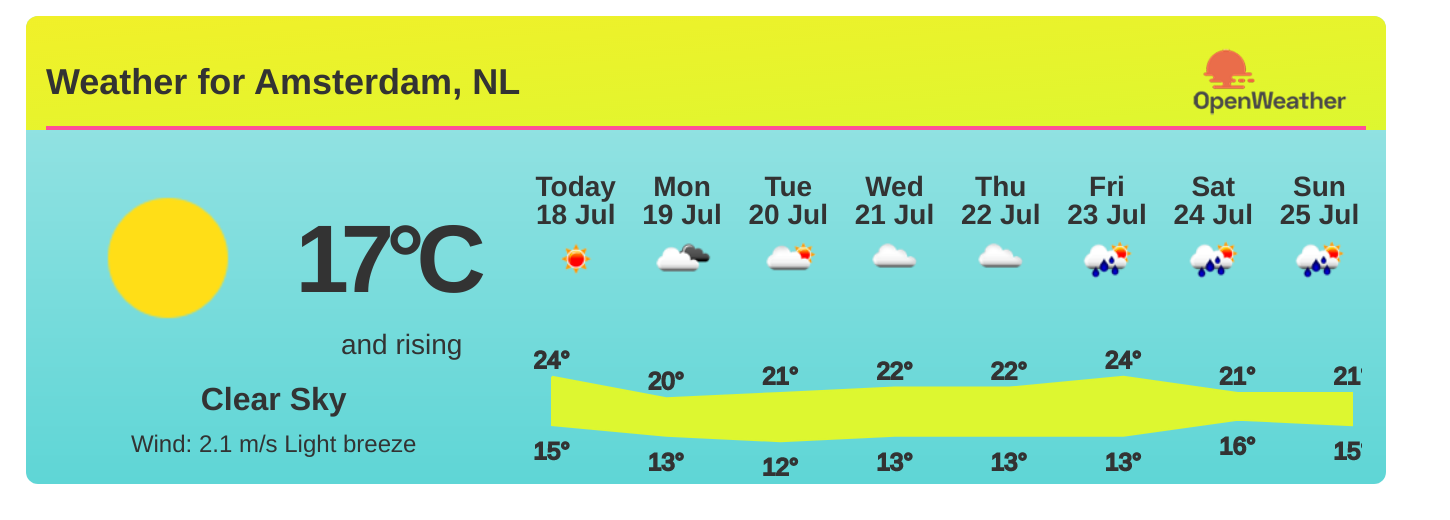 Weather for Amsterdam, NL
OpenWeather
Today Mon Tue Wed Thu Fri Sat Sun
18 Jul 19 Jul 20 Jul 21 Jul 22 Jul 23 Jul 24 Jul 25 Jul
17°C
and rising
Clear Sky
Wind: 2.1 m/s Light breeze
24° 20° 21° 22° 22° 24° 21° 21°
15° 13° 12° 13° 13° 13° 16° 15°